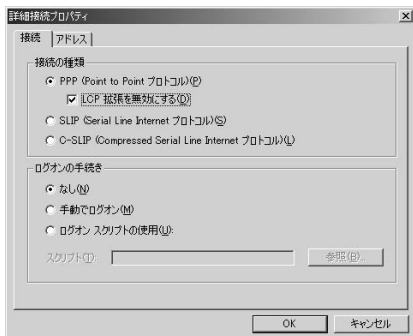 詳細接続プロパティ
接続 アドレス
接続の種類
PPP (Point to Point プロトコル)(P)
LCP 拡張を無効にする(D)
SLIP (Serial Line Internet プロトコル)(S)
C-SLIP (Compressed Serial Line Internet プロトコル)(L)
ログオンの手続き
なし(N)
手動でログオン(M)
ログオン スクリプトの使用(U):
スクリプト(T): 参照(B)...
OK キャンセル